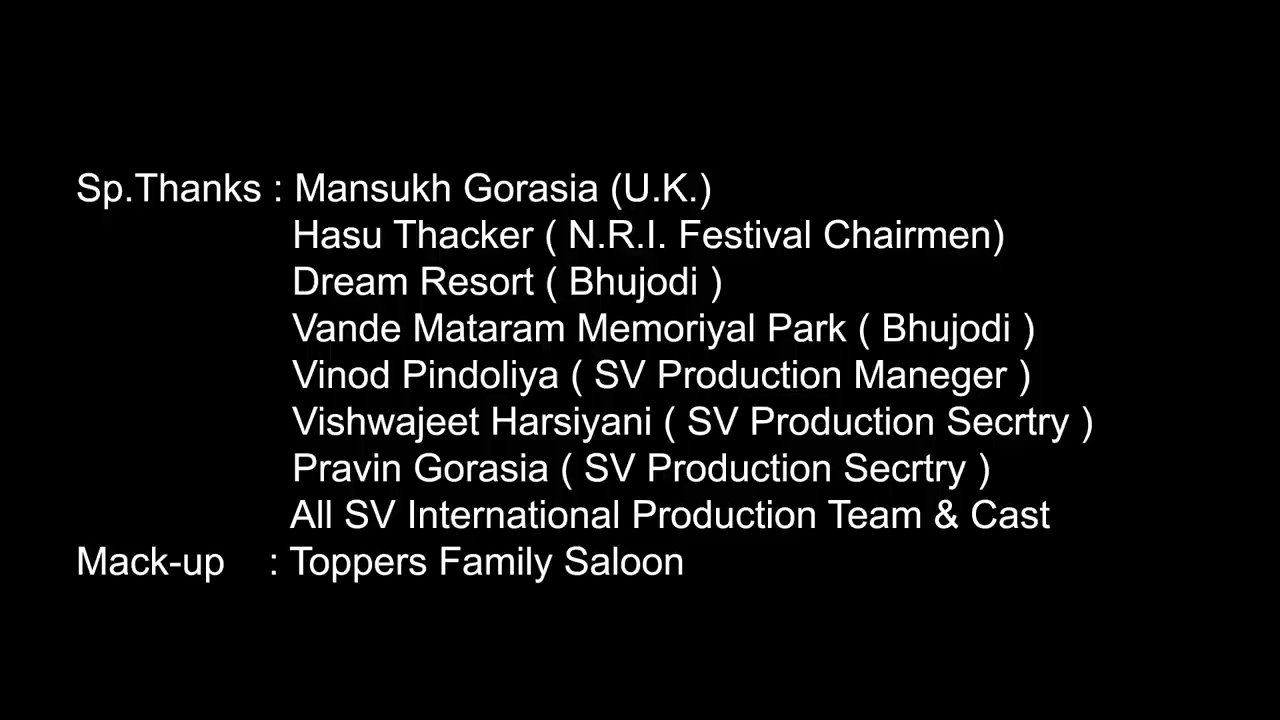 Sp.Thanks : Mansukh Gorasia (U.K.)
Hasu Thacker ( N.R.I. Festival Chairmen)
Dream Resort ( Bhujodi )
Vande Mataram Memoriyal Park ( Bhujodi )
Vinod Pindoliya ( SV Production Maneger )
Vishwajeet Harsiyani ( SV Production Secrtry )
Pravin Gorasia ( SV Production Secrtry )
All SV International Production Team & Cast
Mack-up : Toppers Family Saloon